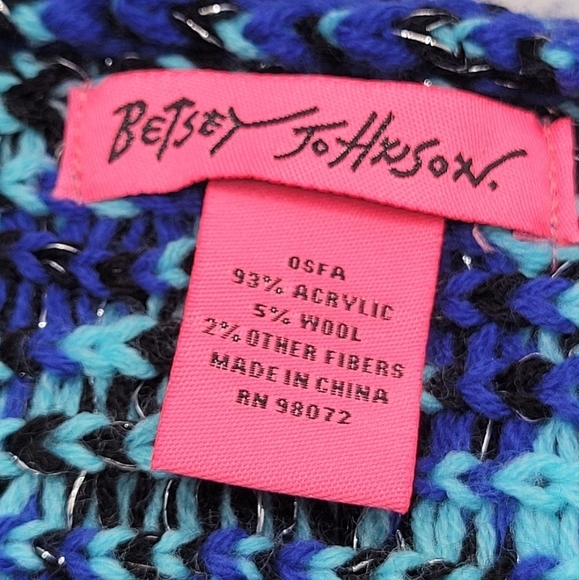 BETSEY JOHNSON.
OSFA
93% ACRYLIC
5% WOOL
2% OTHER FIBERS
MADE IN CHINA
RN 98072